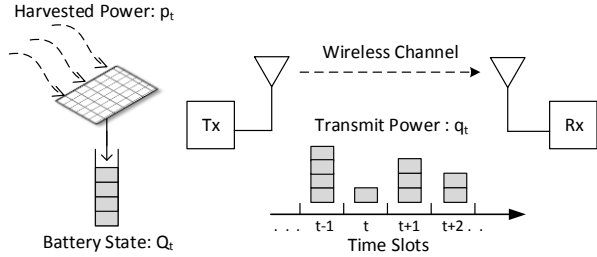 Harvested Power: pt
Wireless Channel
Tx
Rx
Transmit Power : qt
. . . t-1 t t+1 t+2 . .
Time Slots
Battery State: Qt